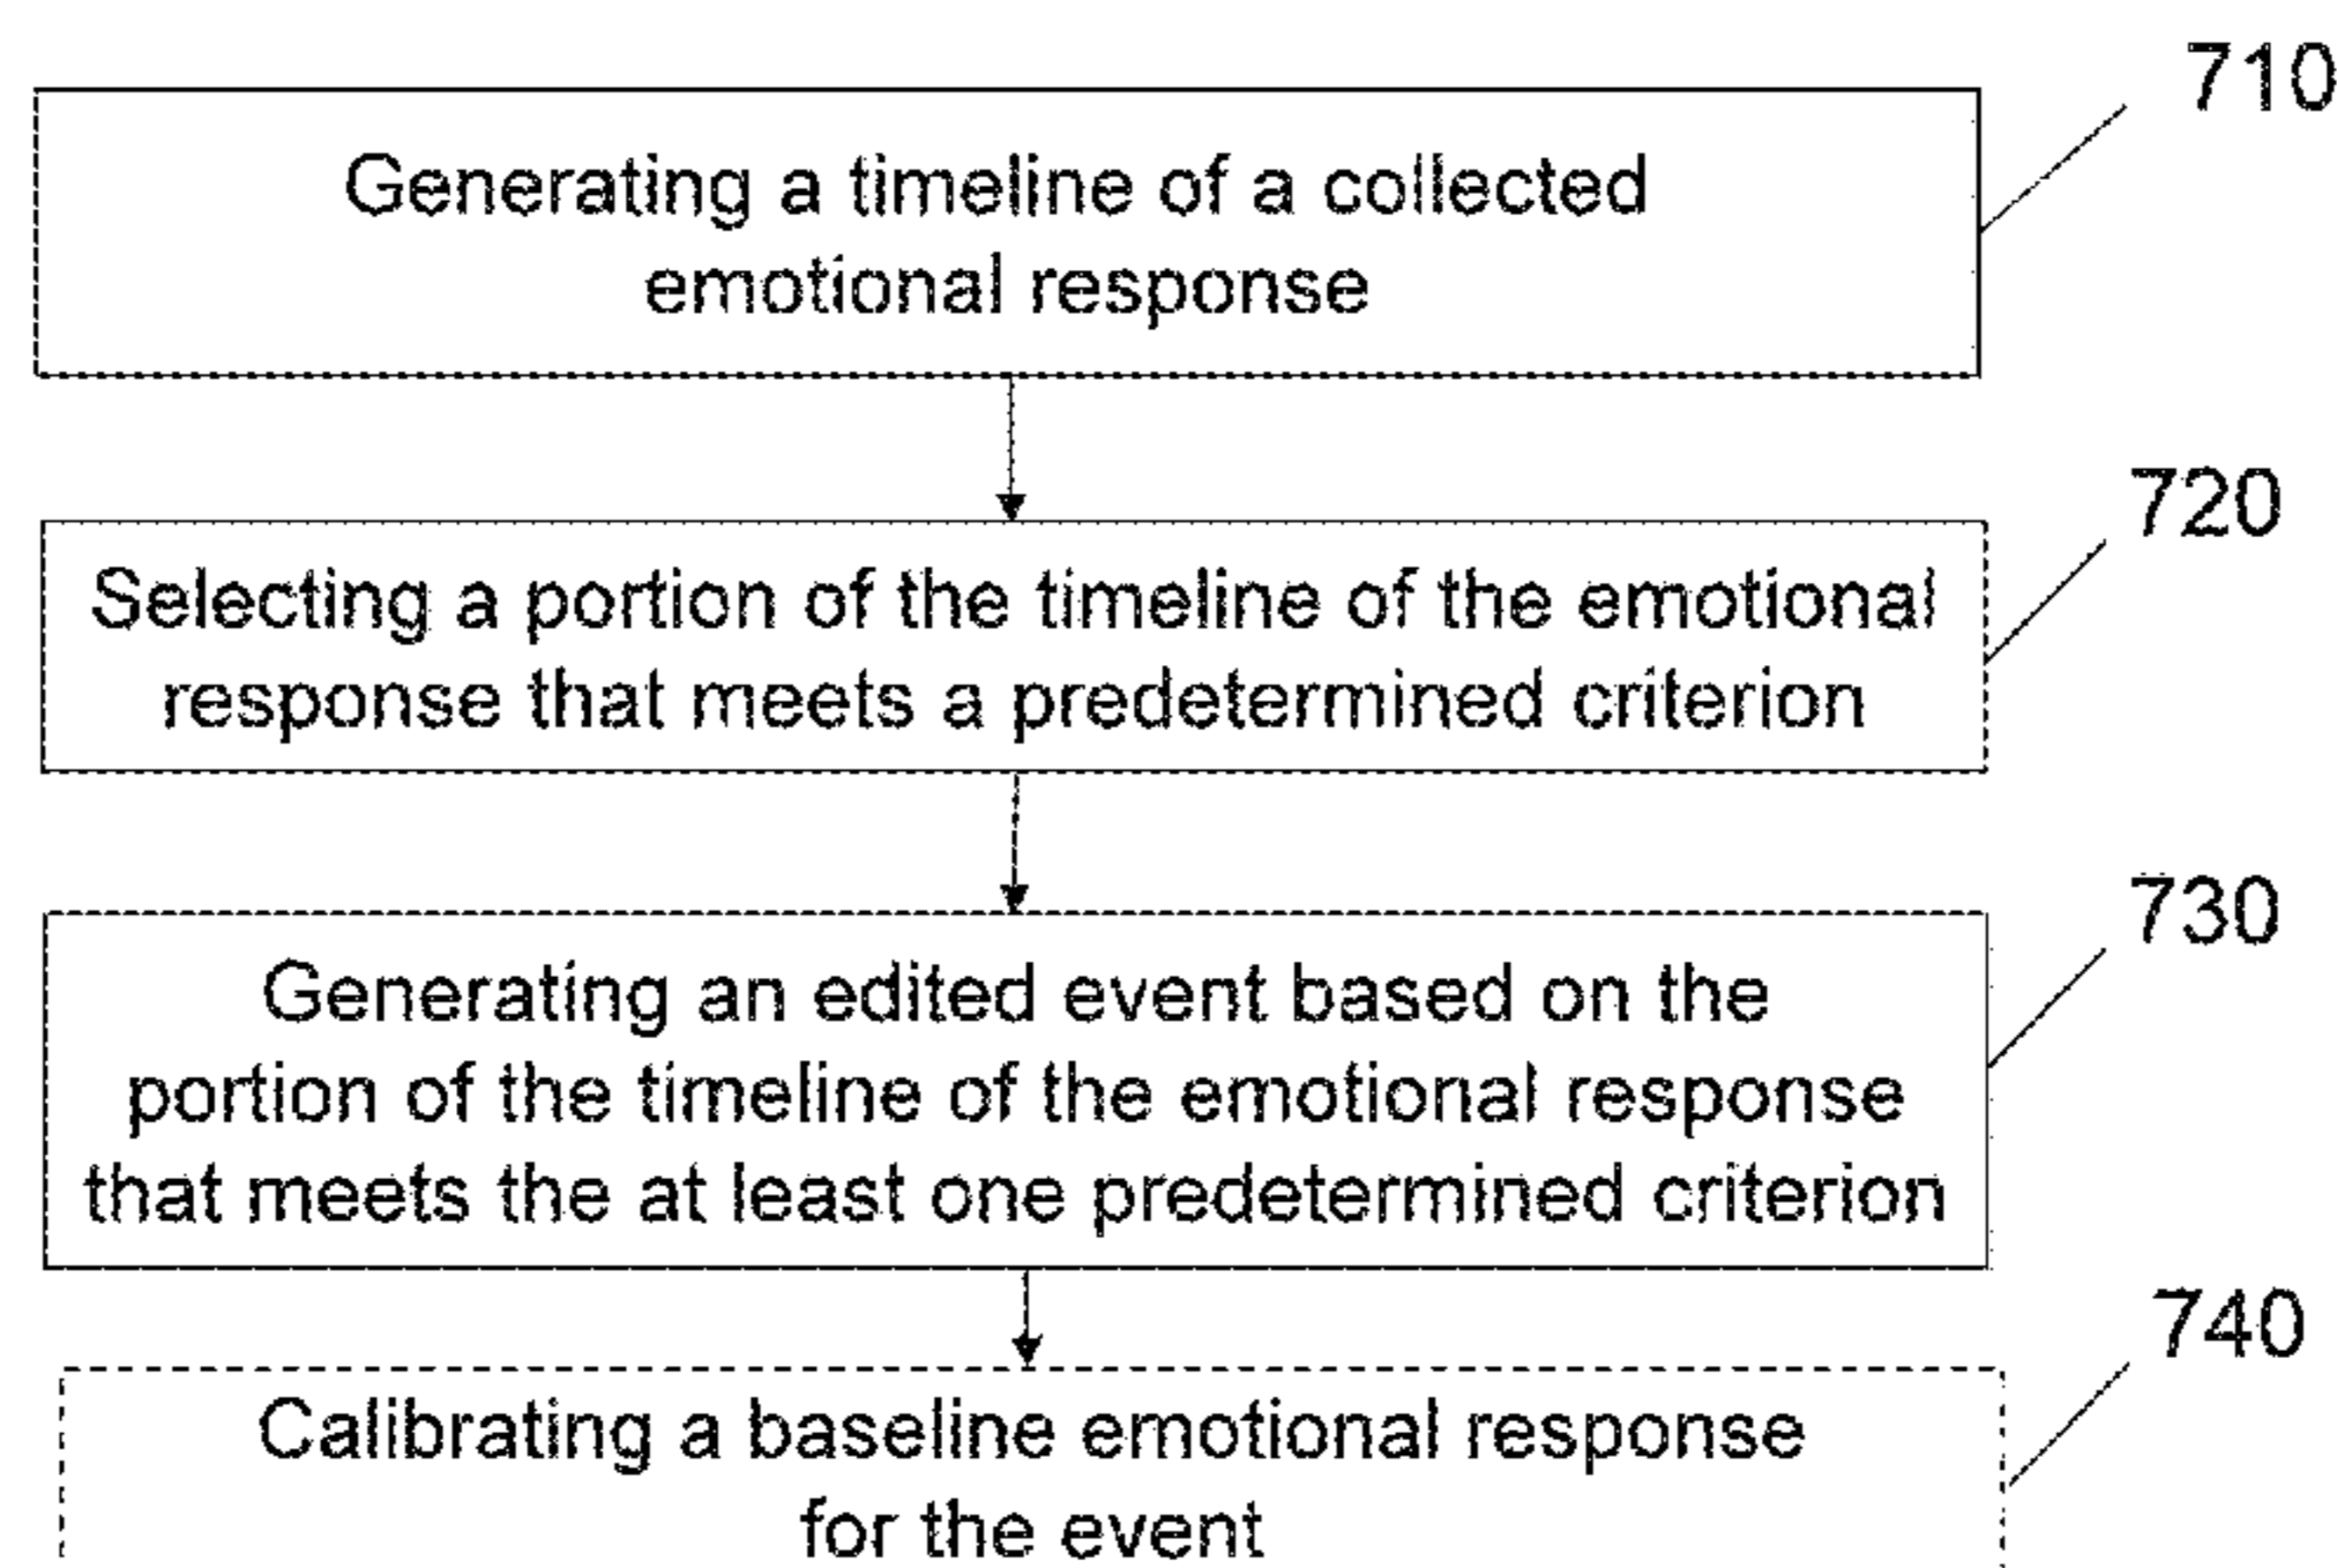 710
Generating a timeline of a collected
emotional response
720
Selecting a portion of the timeline of the emotional
response that meets a predetermined criterion
730
Generating an edited event based on the
portion of the timeline of the emotional response
that meets the at least one predetermined criterion
740
Calibrating a baseline emotional response
for the event